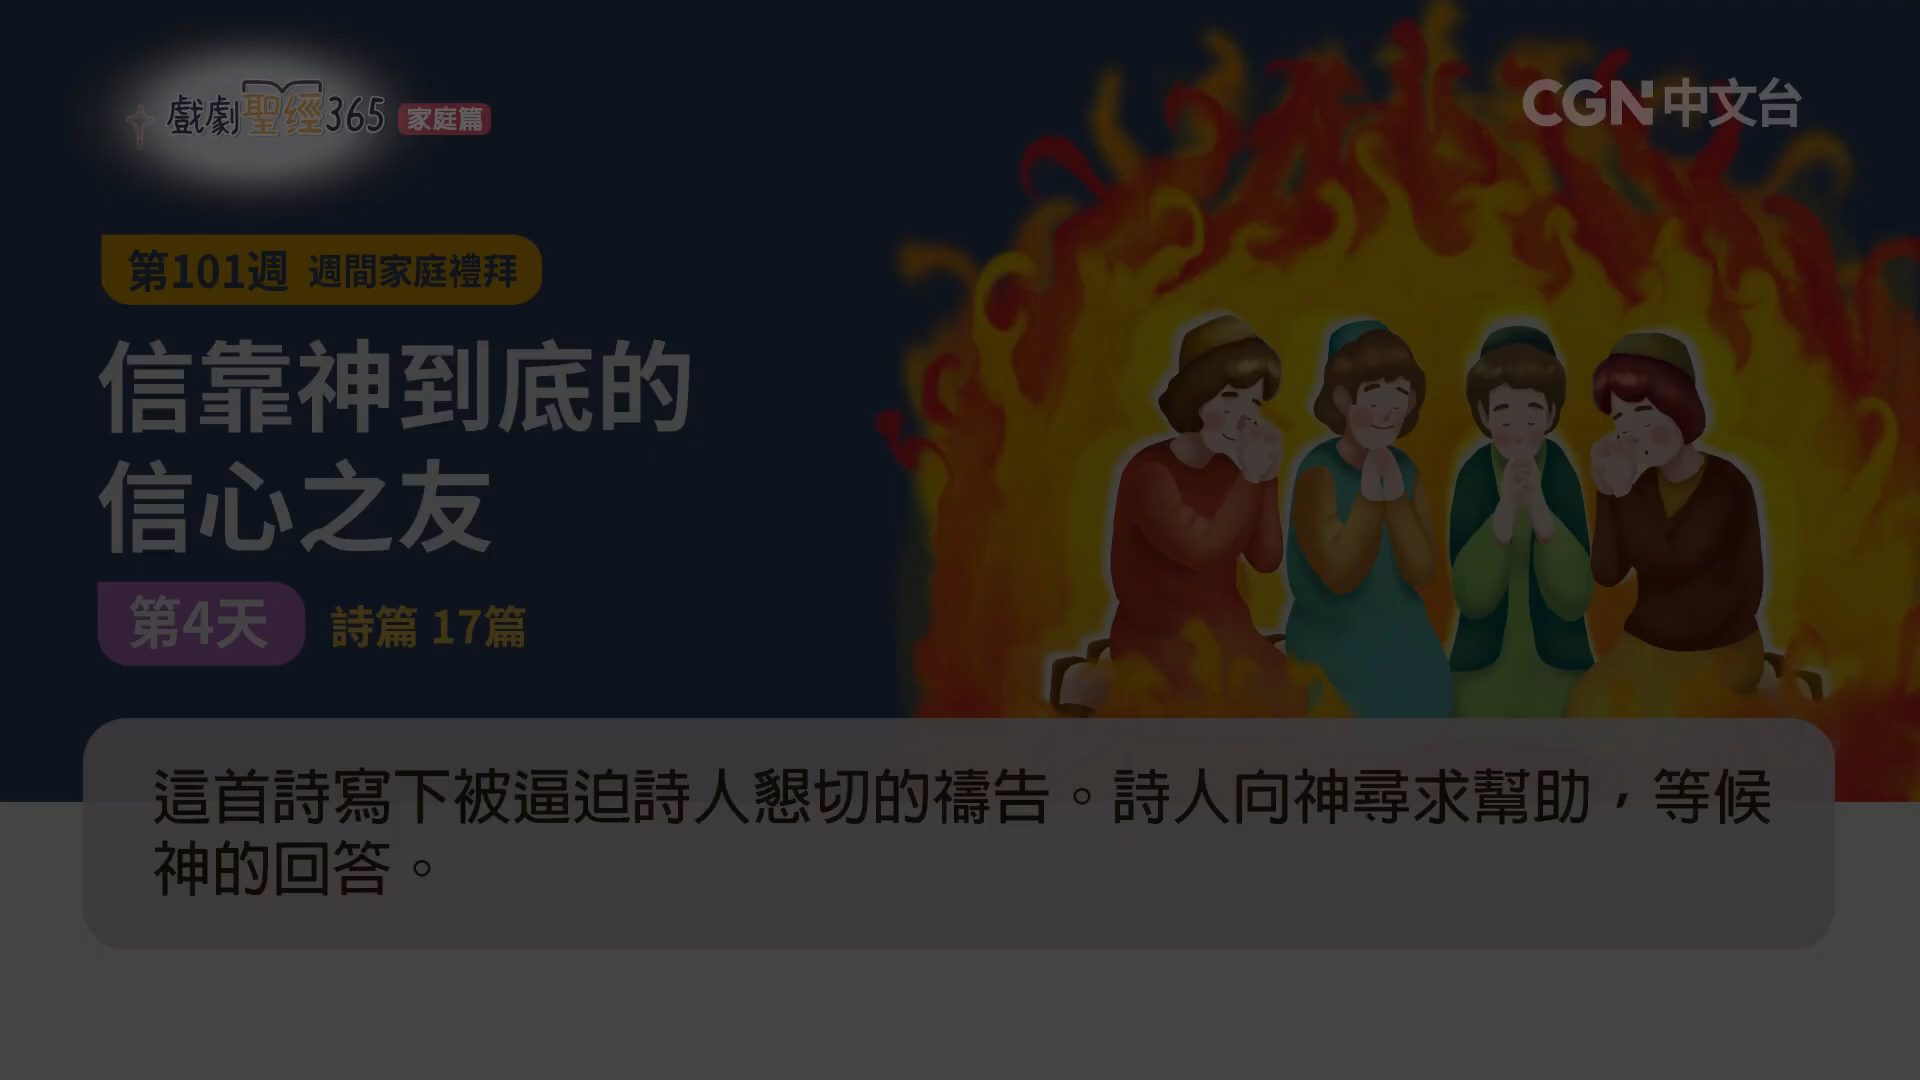 戲劇聖經365 家庭篇
CGN中文台
第101週 週間家庭禮拜
信靠神到底的
信心之友
第4天 詩篇 17篇
這首詩寫下被逼迫詩人懇切的禱告。詩人向神尋求幫助，等候
神的回答。